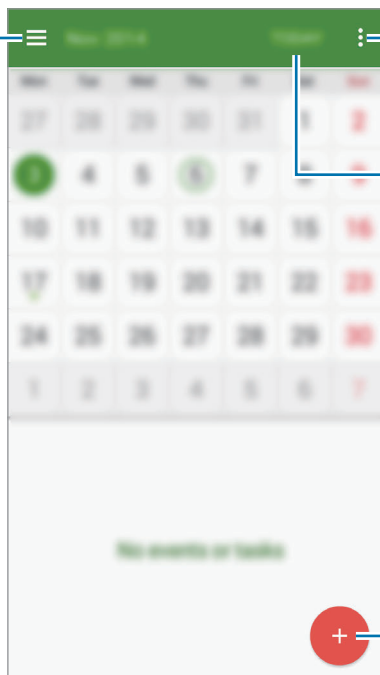 Nov 2014 TODAY
Mon Tue Wed Thu Fri Sat Sun
27 28 29 30 31 1 2
3 4 5 6 7 8 9
10 11 12 13 14 15 16
17 18 19 20 21 22 23
24 25 26 27 28 29 30
1 2 3 4 5 6 7
No events or tasks